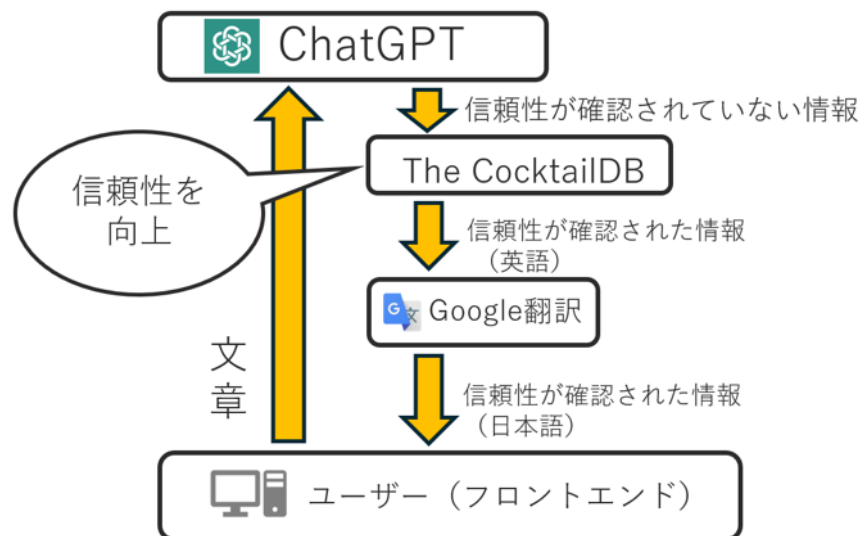 ChatGPT
信頼性が確認されていない情報
The CocktailDB
信頼性を
向上
信頼性が確認された情報
（英語）
G 文 Google翻訳
文
章
信頼性が確認された情報
（日本語）
ユーザー（フロントエンド）